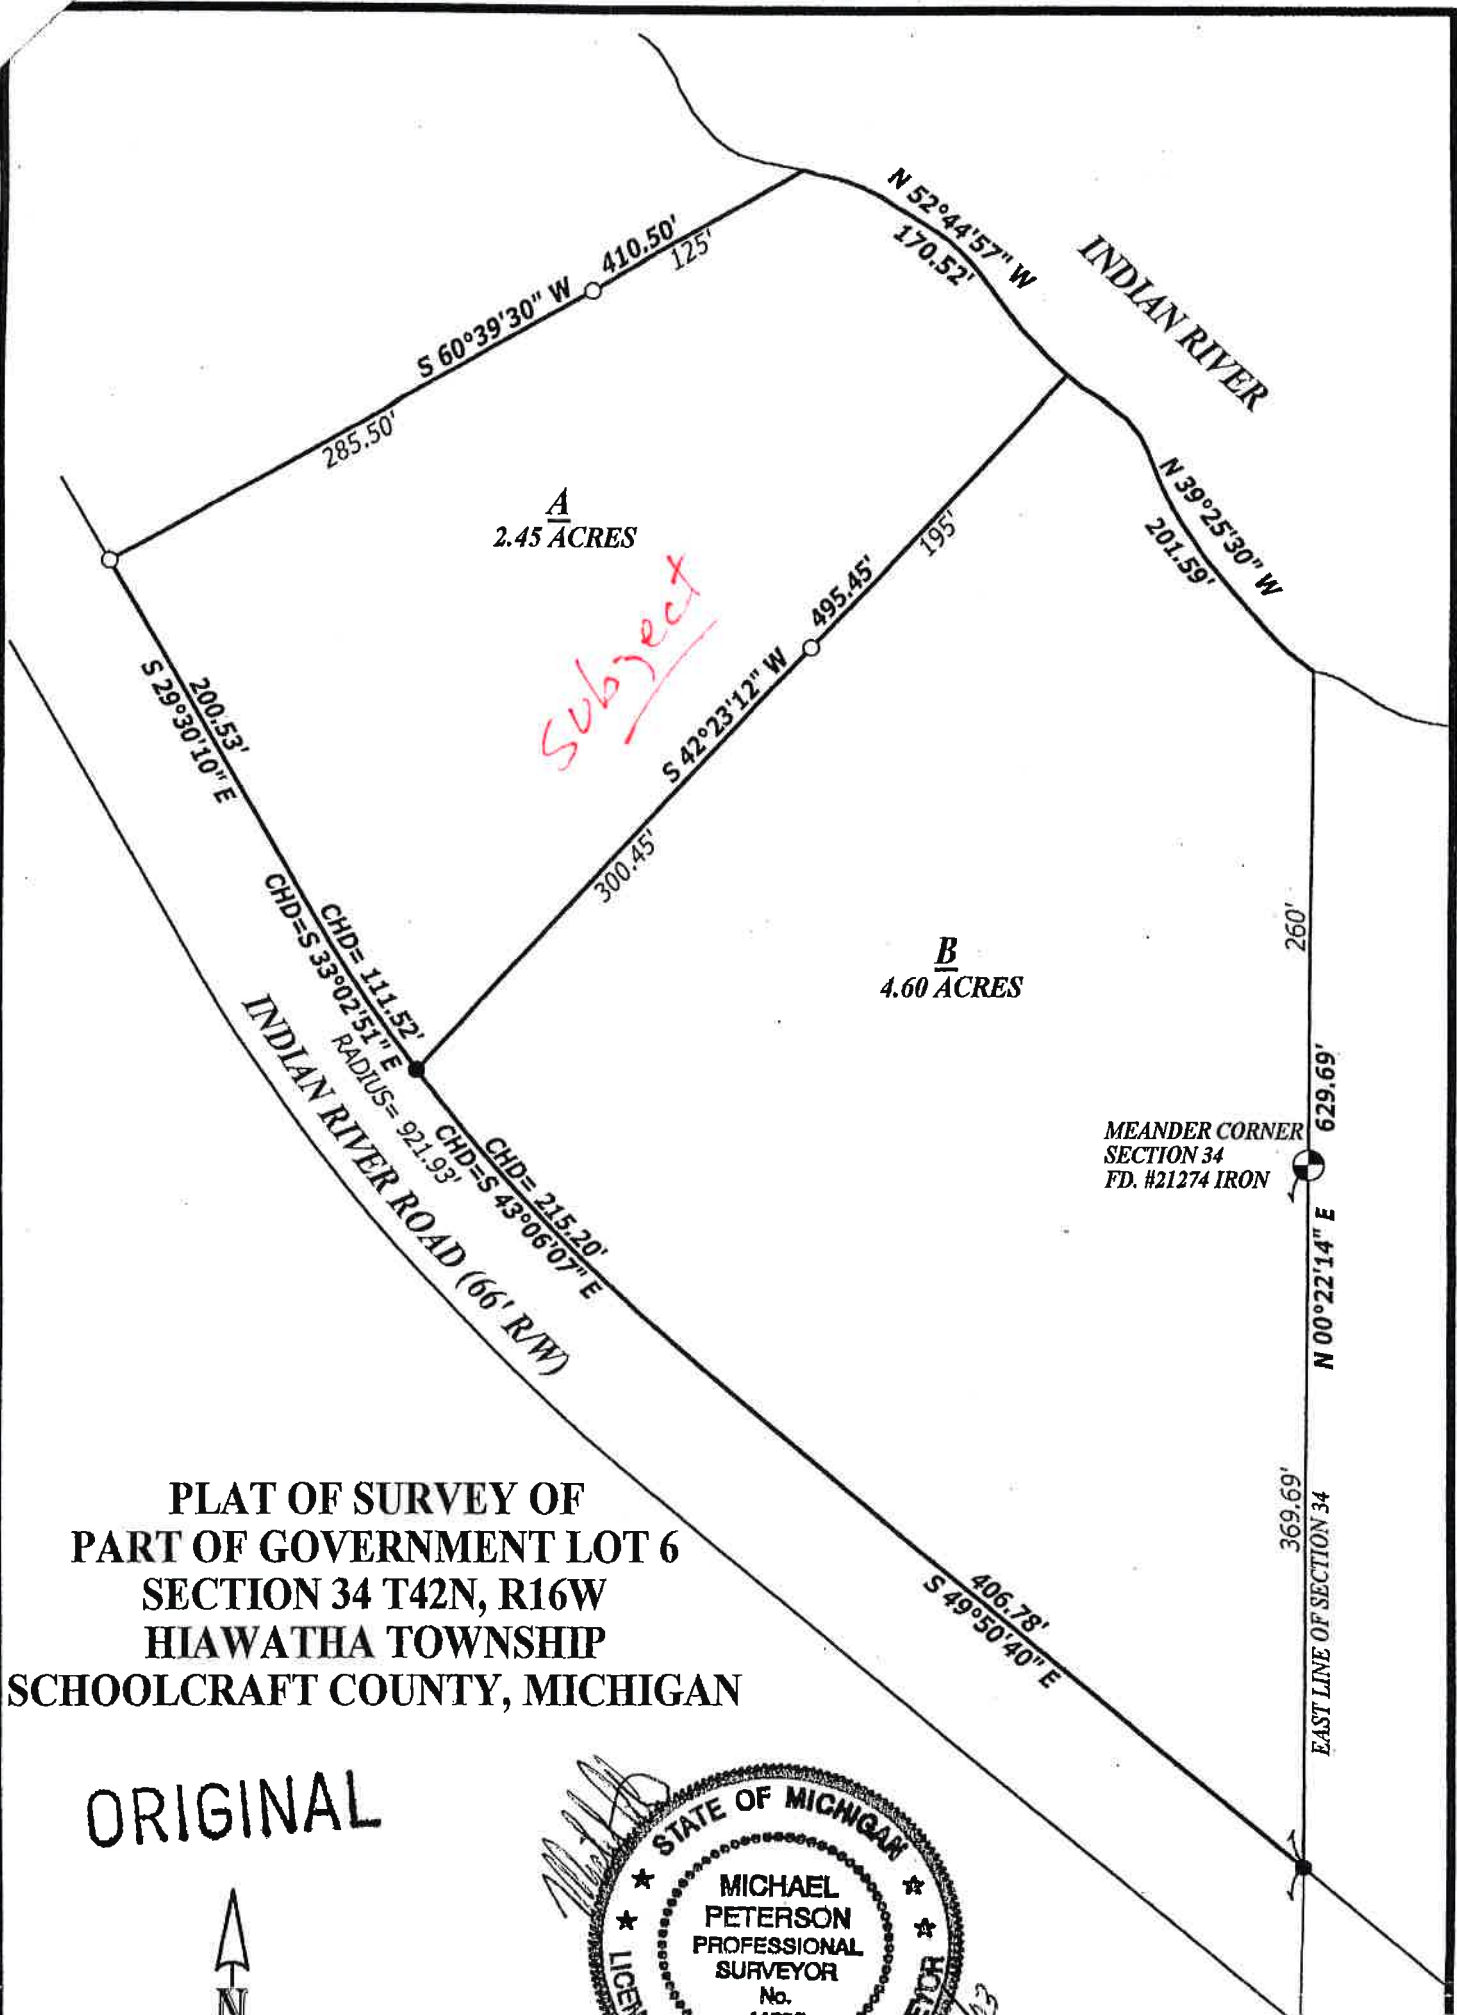 N 52°44'57" W
170.52'
INDIAN RIVER
S 60°39'30" W 410.50'
125'
285.50'
N 39°25'30" W
201.59'
A
2.45 ACRES
Subject
195'
S 42°23'12" W 495.45'
300.45'
200.53'
S 29°30'10" E
CHD= 111.52'
CHD=S 33°02'51" E
RADIUS= 921.93'
B
4.60 ACRES
260'
629.69'
N 00°22'14" E
MEANDER CORNER
SECTION 34
FD. #21274 IRON
CHD= 215.20'
CHD=S 43°06'07" E
INDIAN RIVER ROAD (66' R/W)
369.69'
EAST LINE OF SECTION 34
406.78'
S 49°50'40" E
PLAT OF SURVEY OF
PART OF GOVERNMENT LOT 6
SECTION 34 T42N, R16W
HIAWATHA TOWNSHIP
SCHOOLCRAFT COUNTY, MICHIGAN
ORIGINAL
N
STATE OF MICHIGAN
MICHAEL
PETERSON
PROFESSIONAL
SURVEYOR
No.